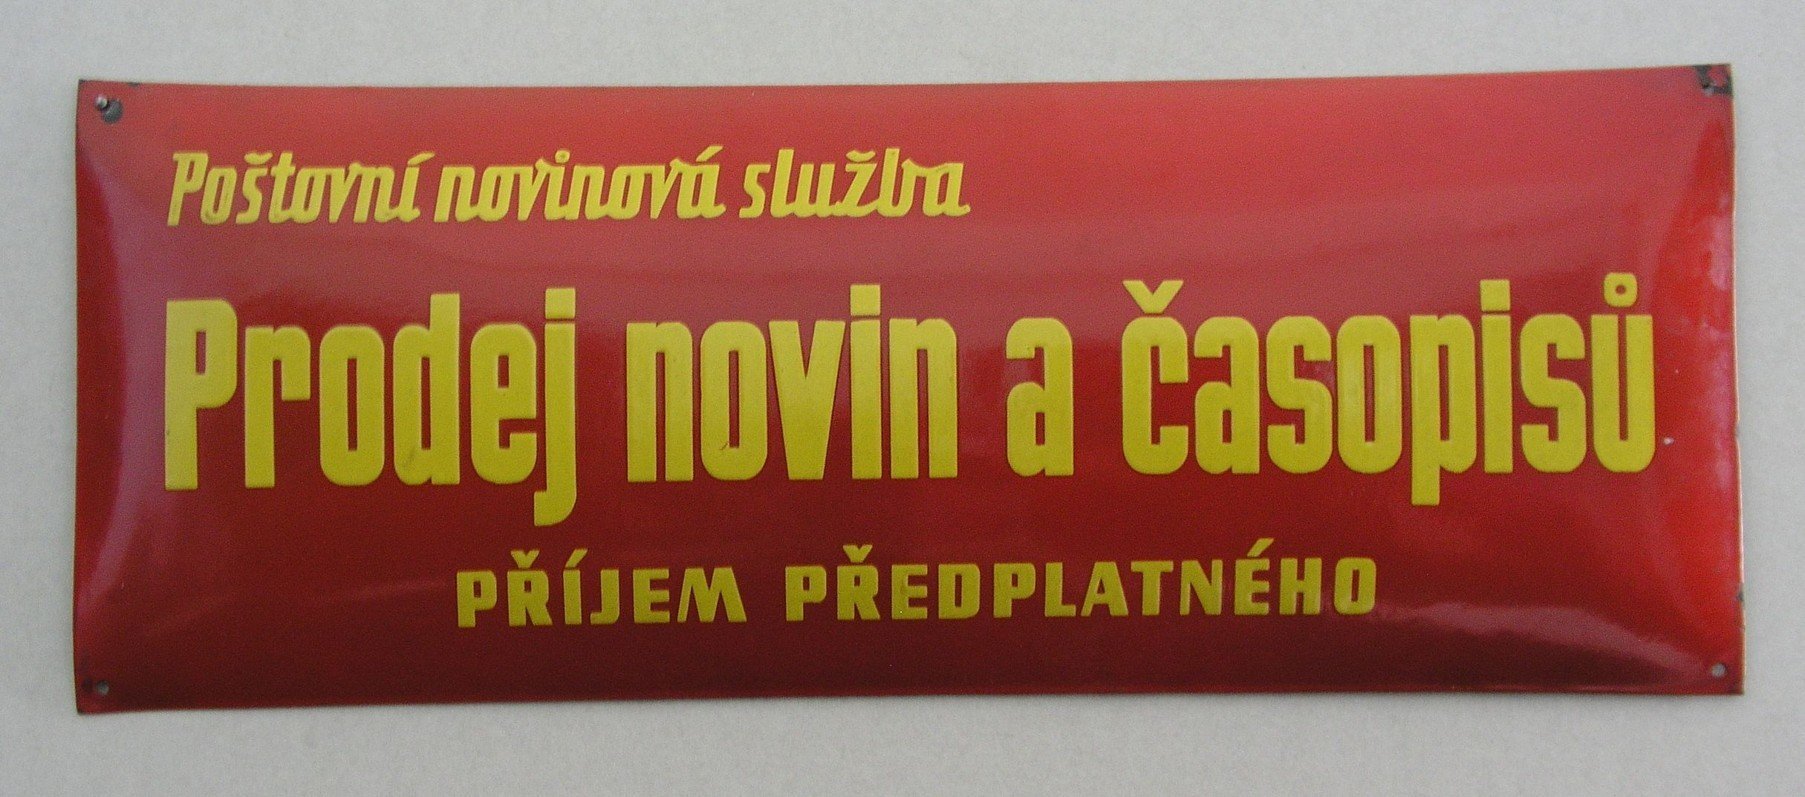 Poštovní novinová služba
Prodej novin a časopisů
PŘÍJEM PŘEDPLATNÉHO